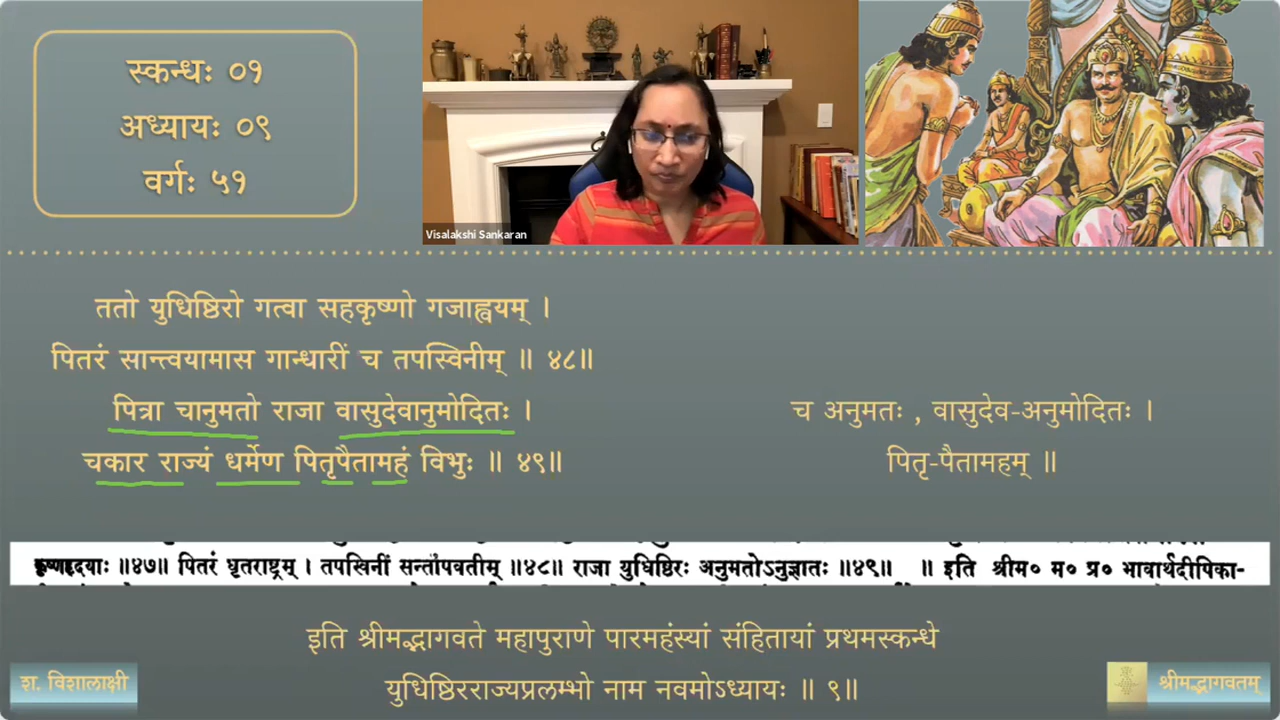 स्कन्धः ०१
अध्यायः ०९
वर्गः ५१
Visalakshi Sankaran
ततो युधिष्ठिरो गत्वा सहकृष्णो गजाह्वयम् ।
पितरं सान्त्वयामास गान्धारीं च तपस्विनीम् ॥ ४८॥
पित्रा चानुमतो राजा वासुदेवानुमोदितः ।
च अनुमतः , वासुदेव-अनुमोदितः ।
चकार राज्यं धर्मेण पितृपैतामहं विभुः ॥ ४९॥
पितृ-पैतामहम् ॥
कृष्णहृदयाः ॥४७॥ पितरं धृतराष्ट्रम् । तपस्विनीं सन्तापवतीम् ॥४८॥ राजा युधिष्ठिरः अनुमतोऽनुज्ञातः ॥४९॥ ॥ इति श्रीम० म० प्र० भावार्थदीपिका-
इति श्रीमद्भागवते महापुराणे पारमहंस्यां संहितायां प्रथमस्कन्धे
युधिष्ठिरराज्यप्रलम्भो नाम नवमोऽध्यायः ॥ ९॥
श. विशालाक्षी
श्रीमद्भागवतम्